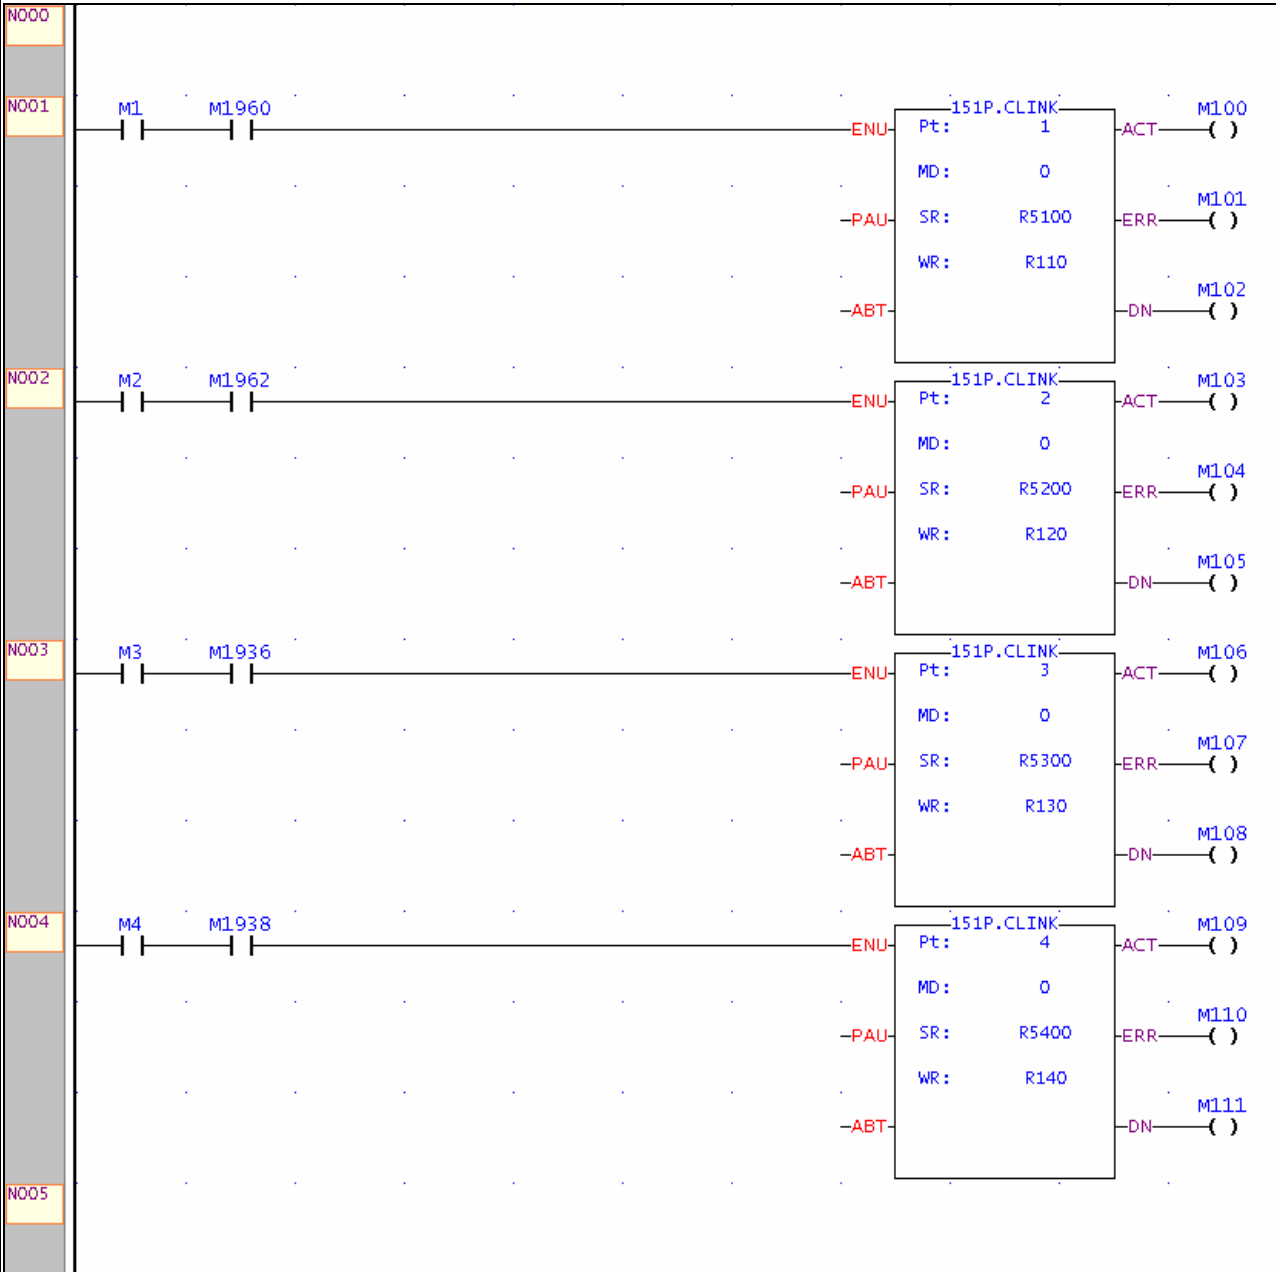 N000
N001 M1 M1960 151P.CLINK M100
ENU Pt: 1 ACT ( )
MD: 0
M101
PAU SR: R5100 ERR ( )
WR: R110
M102
ABT DN ( )
N002 M2 M1962 151P.CLINK M103
ENU Pt: 2 ACT ( )
MD: 0
M104
PAU SR: R5200 ERR ( )
WR: R120
M105
ABT DN ( )
N003 M3 M1936 151P.CLINK M106
ENU Pt: 3 ACT ( )
MD: 0
M107
PAU SR: R5300 ERR ( )
WR: R130
M108
ABT DN ( )
N004 M4 M1938 151P.CLINK M109
ENU Pt: 4 ACT ( )
MD: 0
M110
PAU SR: R5400 ERR ( )
WR: R140
M111
ABT DN ( )
N005